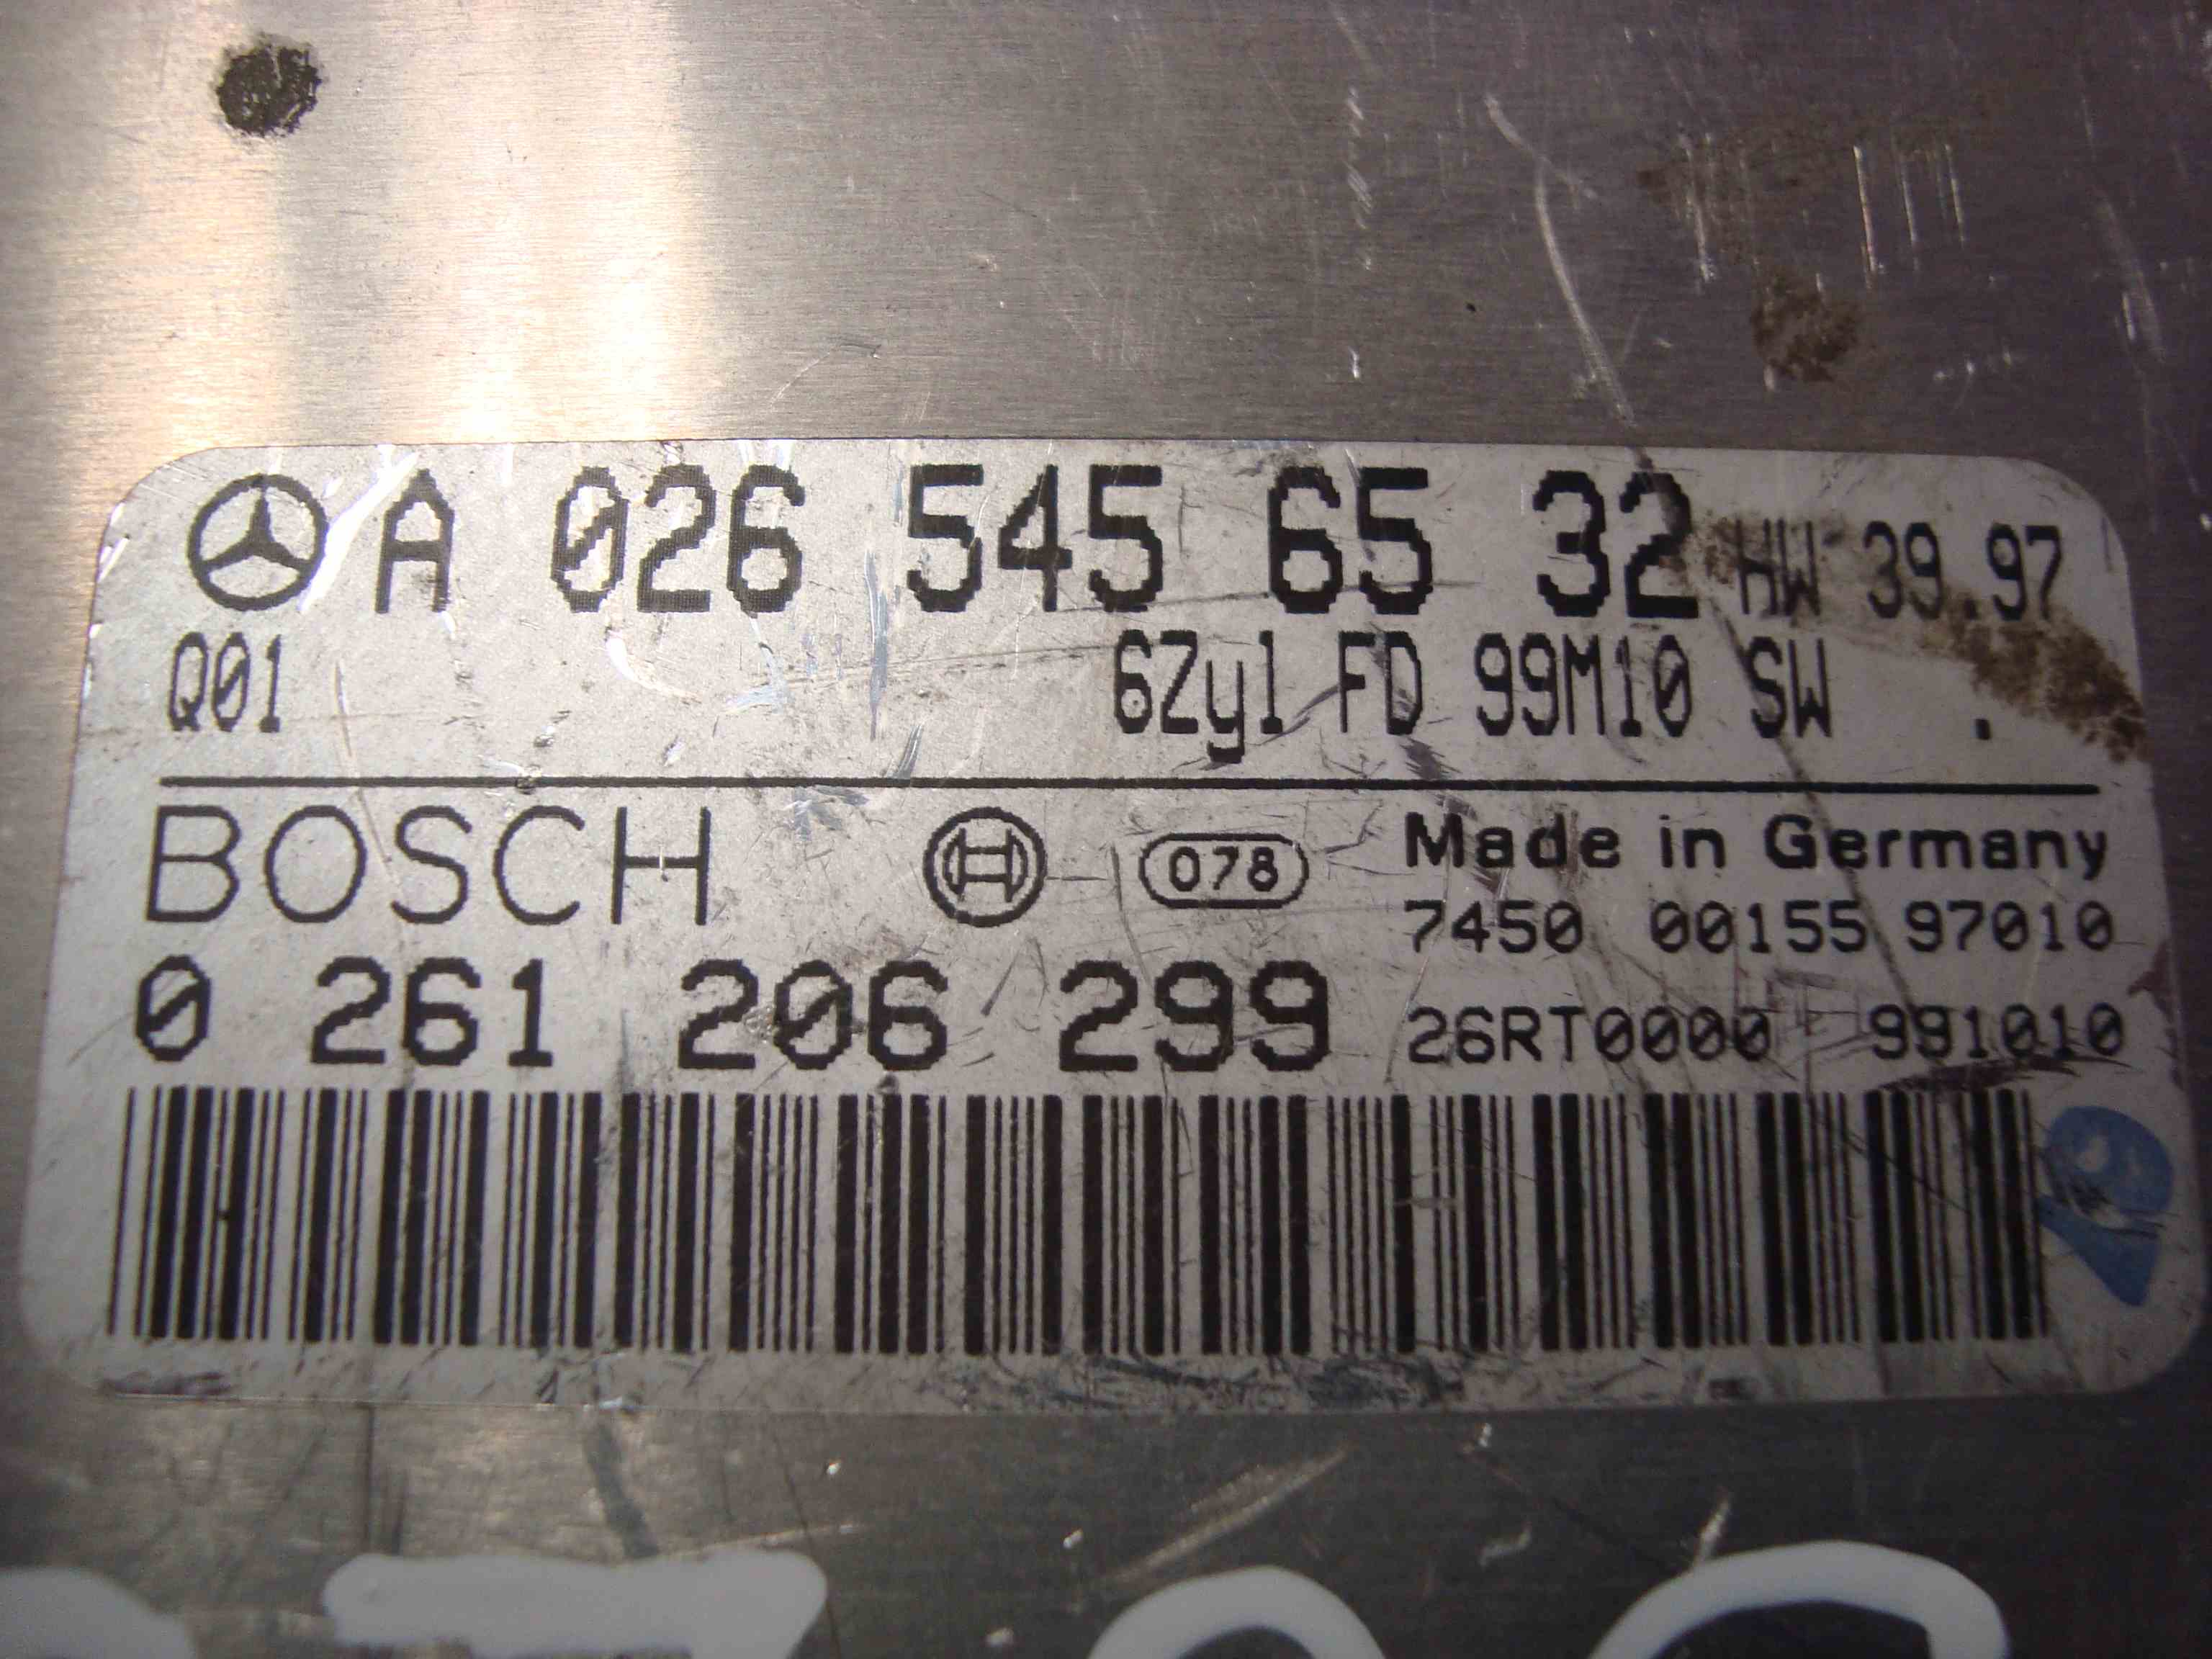 A 026 545 65 32 HW 39.97
Q01 6Zyl FD 99M10 SW .
BOSCH 078 Made in Germany
7450 00155 97010
0 261 206 299 26RT0000 991010